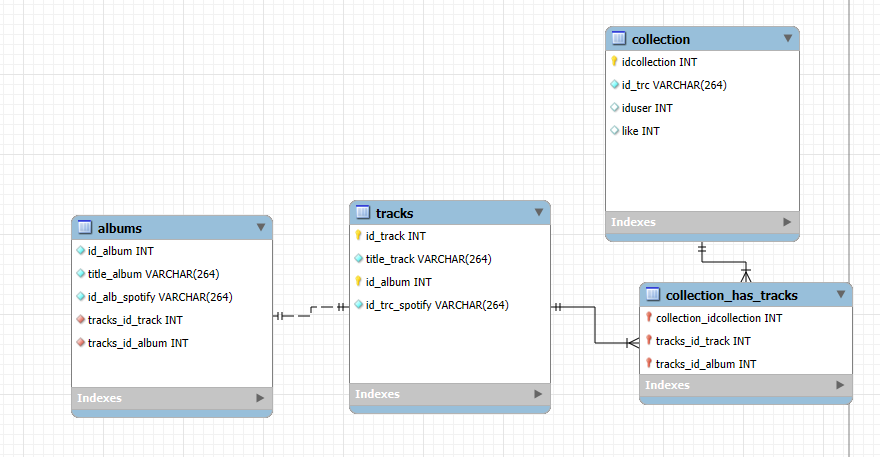 collection
idcollection INT
id_trc VARCHAR(264)
iduser INT
like INT
Indexes
albums
id_album INT
title_album VARCHAR(264)
id_alb_spotify VARCHAR(264)
tracks_id_track INT
tracks_id_album INT
Indexes
tracks
id_track INT
title_track VARCHAR(264)
id_album INT
id_trc_spotify VARCHAR(264)
Indexes
collection_has_tracks
collection_idcollection INT
tracks_id_track INT
tracks_id_album INT
Indexes